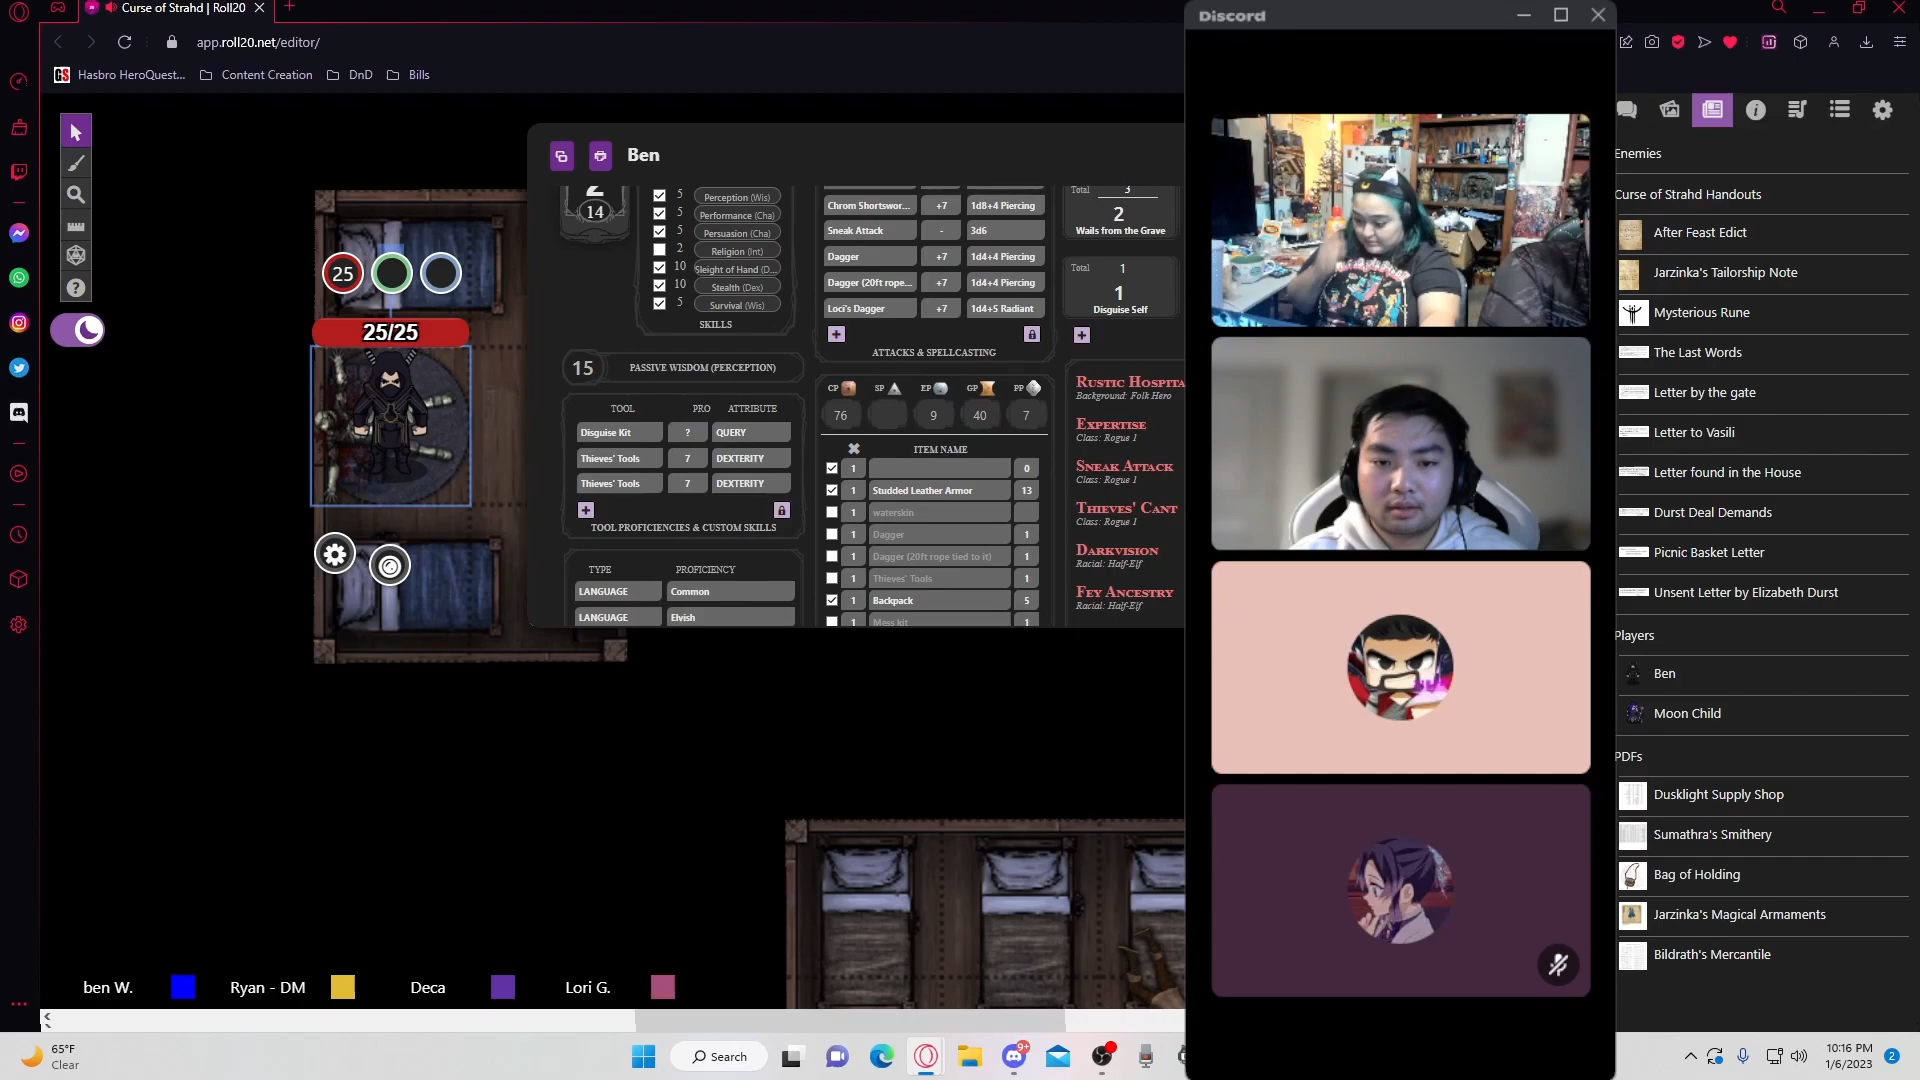 Curse of Strahd | Roll20
app.roll20.net/editor/
Hasbro HeroQuest...
Content Creation
DnD
Bills
Discord
Ben
2
14
5 Perception (Wis)
5 Performance (Cha)
5 Persuasion (Cha)
2 Religion (Int)
10 Sleight of Hand (D...
10 Stealth (Dex)
5 Survival (Wis)
SKILLS
15 PASSIVE WISDOM (PERCEPTION)
TOOL PRO ATTRIBUTE
Disguise Kit ? QUERY
Thieves' Tools 7 DEXTERITY
Thieves' Tools 7 DEXTERITY
TOOL PROFICIENCIES & CUSTOM SKILLS
TYPE PROFICIENCY
LANGUAGE Common
LANGUAGE Elvish
Chrom Shortswor... +7 1d8+4 Piercing
Sneak Attack - 3d6
Dagger +7 1d4+4 Piercing
Dagger (20ft rope... +7 1d4+4 Piercing
Loci's Dagger +7 1d4+5 Radiant
ATTACKS & SPELLCASTING
CP SP EP GP PP
76 9 40 7
ITEM NAME
1 0
1 Studded Leather Armor 13
1 waterskin
1 Dagger 1
1 Dagger (20ft rope tied to it) 1
1 Thieves' Tools 1
1 Backpack 5
1 Mess kit 1
Total 3
2
Wails from the Grave
Total 1
1
Disguise Self
RUSTIC HOSPITA
Background: Folk Hero
EXPERTISE
Class: Rogue 1
SNEAK ATTACK
Class: Rogue 1
THIEVES' CANT
Class: Rogue 1
DARKVISION
Racial: Half-Elf
FEY ANCESTRY
Racial: Half-Elf
25
25/25
Enemies
Curse of Strahd Handouts
After Feast Edict
Jarzinka's Tailorship Note
Mysterious Rune
The Last Words
Letter by the gate
Letter to Vasili
Letter found in the House
Durst Deal Demands
Picnic Basket Letter
Unsent Letter by Elizabeth Durst
Players
Ben
Moon Child
PDFs
Dusklight Supply Shop
Sumathra's Smithery
Bag of Holding
Jarzinka's Magical Armaments
Bildrath's Mercantile
ben W.
Ryan - DM
Deca
Lori G.
65°F
Clear
Search
9+
10:16 PM
1/6/2023
2